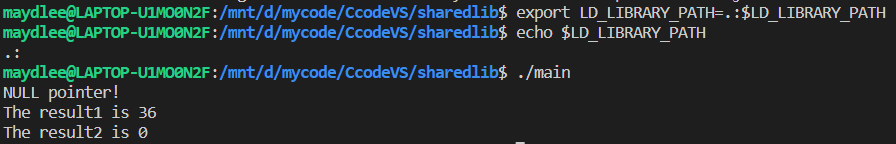 maydlee@LAPTOP-U1MO0N2F:/mnt/d/mycode/CcodeVS/sharedlib$ export LD_LIBRARY_PATH=.:$LD_LIBRARY_PATH
maydlee@LAPTOP-U1MO0N2F:/mnt/d/mycode/CcodeVS/sharedlib$ echo $LD_LIBRARY_PATH
.:
maydlee@LAPTOP-U1MO0N2F:/mnt/d/mycode/CcodeVS/sharedlib$ ./main
NULL pointer!
The result1 is 36
The result2 is 0